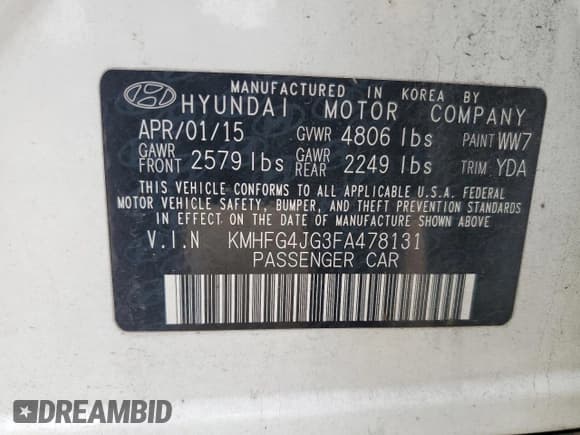 MANUFACTURED IN KOREA BY
HYUNDAI MOTOR COMPANY
APR/01/15 GVWR 4806 lbs PAINT WW7
GAWR FRONT 2579 lbs GAWR REAR 2249 lbs TRIM YDA
THIS VEHICLE CONFORMS TO ALL APPLICABLE U.S.A. FEDERAL
MOTOR VEHICLE SAFETY, BUMPER, AND THEFT PREVENTION STANDARDS
IN EFFECT ON THE DATE OF MANUFACTURE SHOWN ABOVE
V.I.N KMHFG4JG3FA478131
PASSENGER CAR
DREAMBID